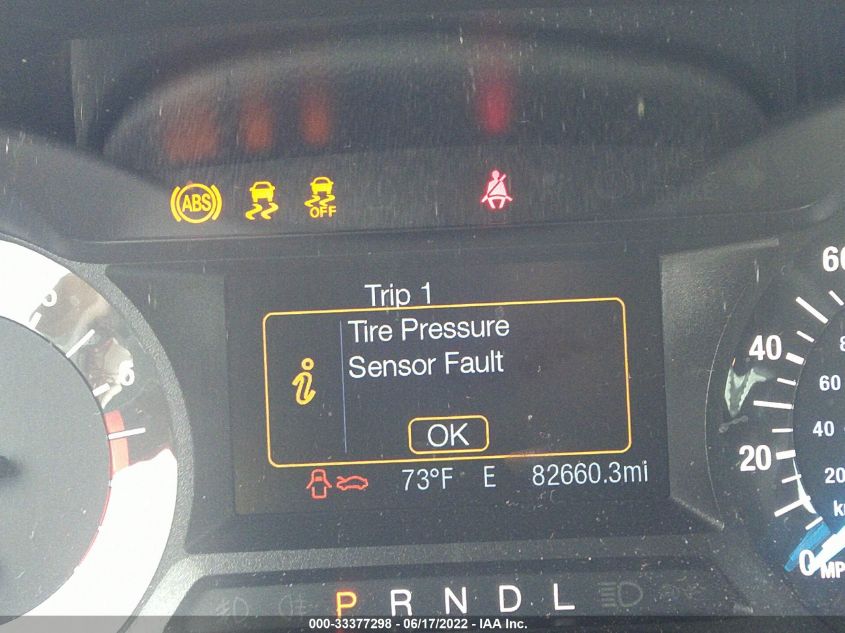 ABS
OFF
Trip 1
Tire Pressure
Sensor Fault
i
OK
73°F E 82660.3mi
6
60
40
20
0
60
40
20
P R N D L
000-33377298 - 06/17/2022 - IAA Inc.